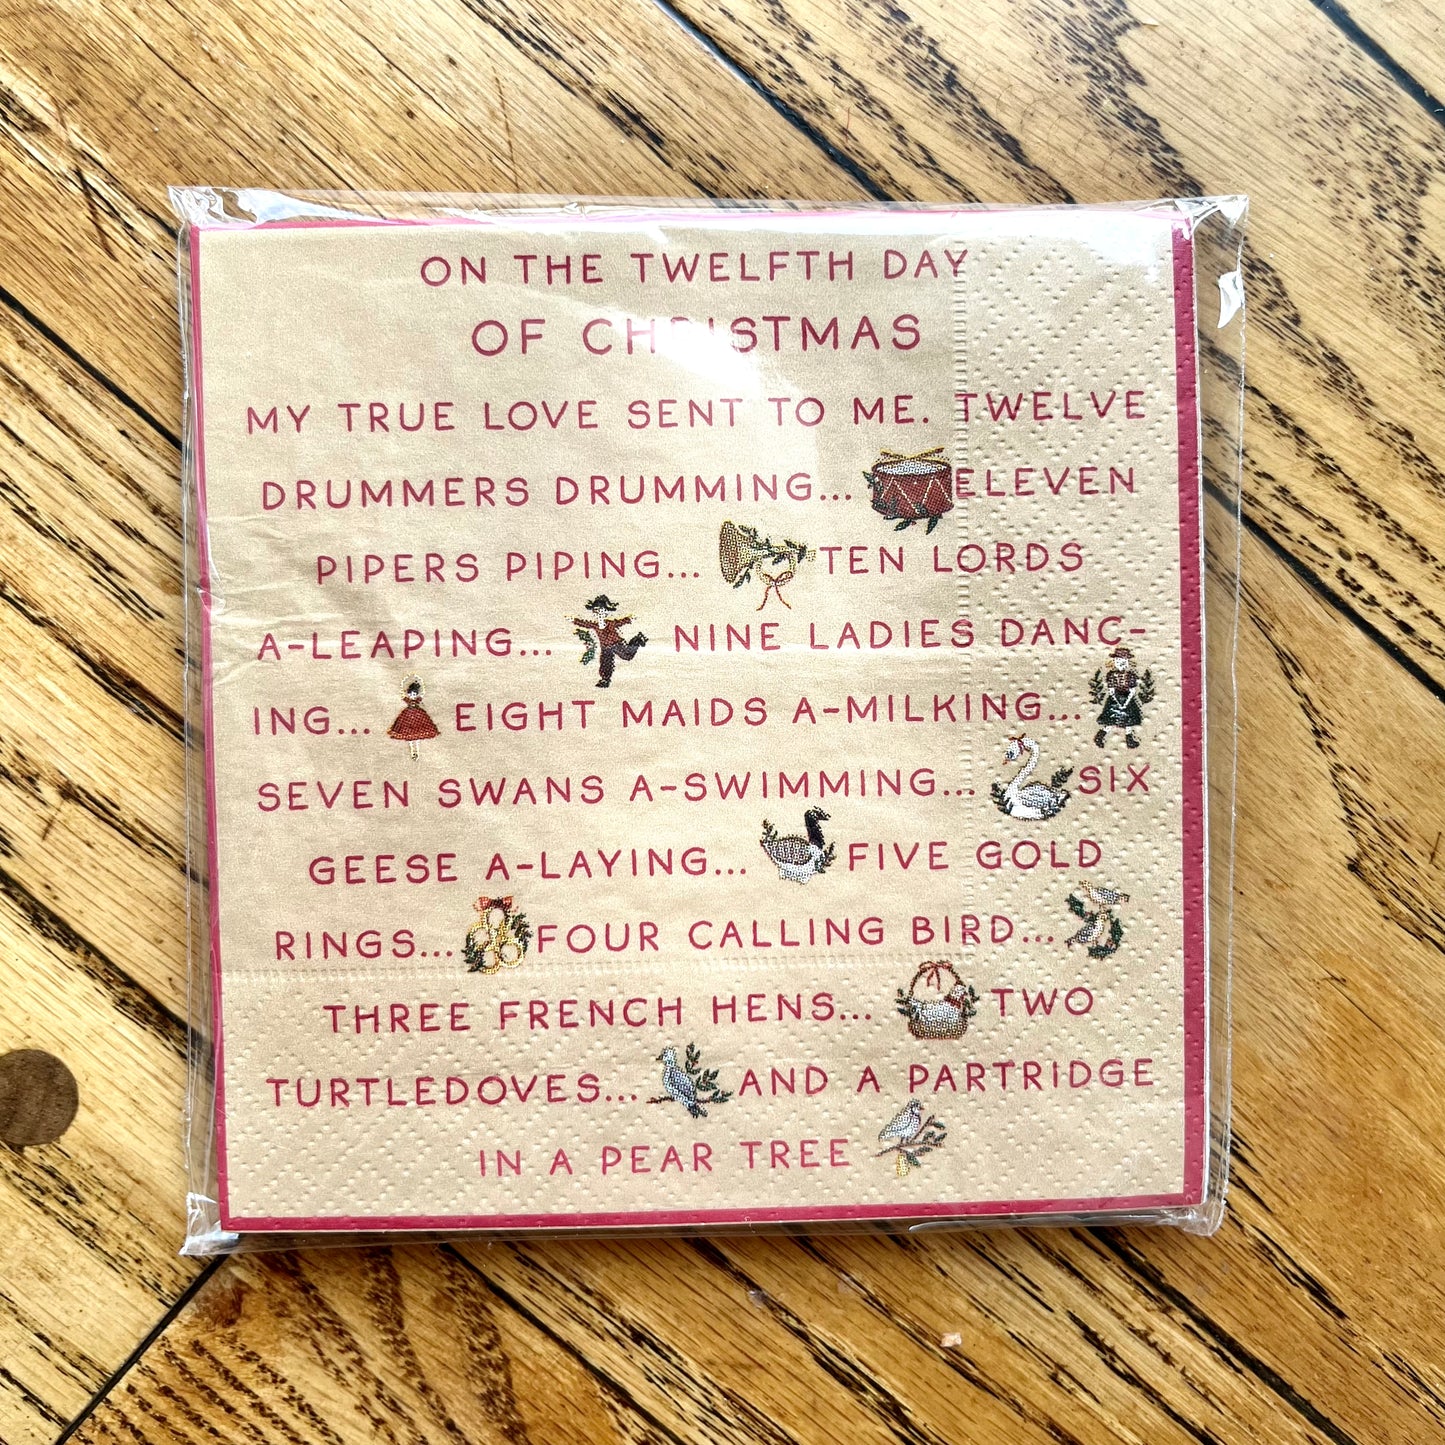 ON THE TWELFTH DAY
OF CHRISTMAS
MY TRUE LOVE SENT TO ME. TWELVE
DRUMMERS DRUMMING... ELEVEN
PIPERS PIPING... TEN LORDS
A-LEAPING... NINE LADIES DANC-
ING... EIGHT MAIDS A-MILKING...
SEVEN SWANS A-SWIMMING... SIX
GEESE A-LAYING... FIVE GOLD
RINGS... FOUR CALLING BIRD...
THREE FRENCH HENS... TWO
TURTLEDOVES... AND A PARTRIDGE
IN A PEAR TREE